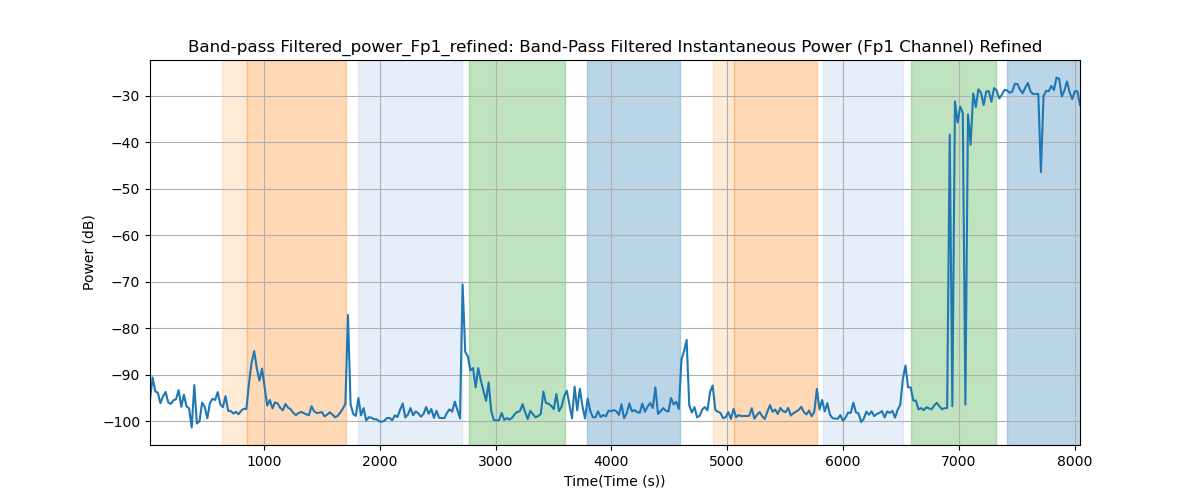 Band-pass Filtered_power_Fp1_refined: Band-Pass Filtered Instantaneous Power (Fp1 Channel) Refined
−30
−40
−50
−60
−70
−80
−90
−100
Power (dB)
1000 2000 3000 4000 5000 6000 7000 8000
Time(Time (s))